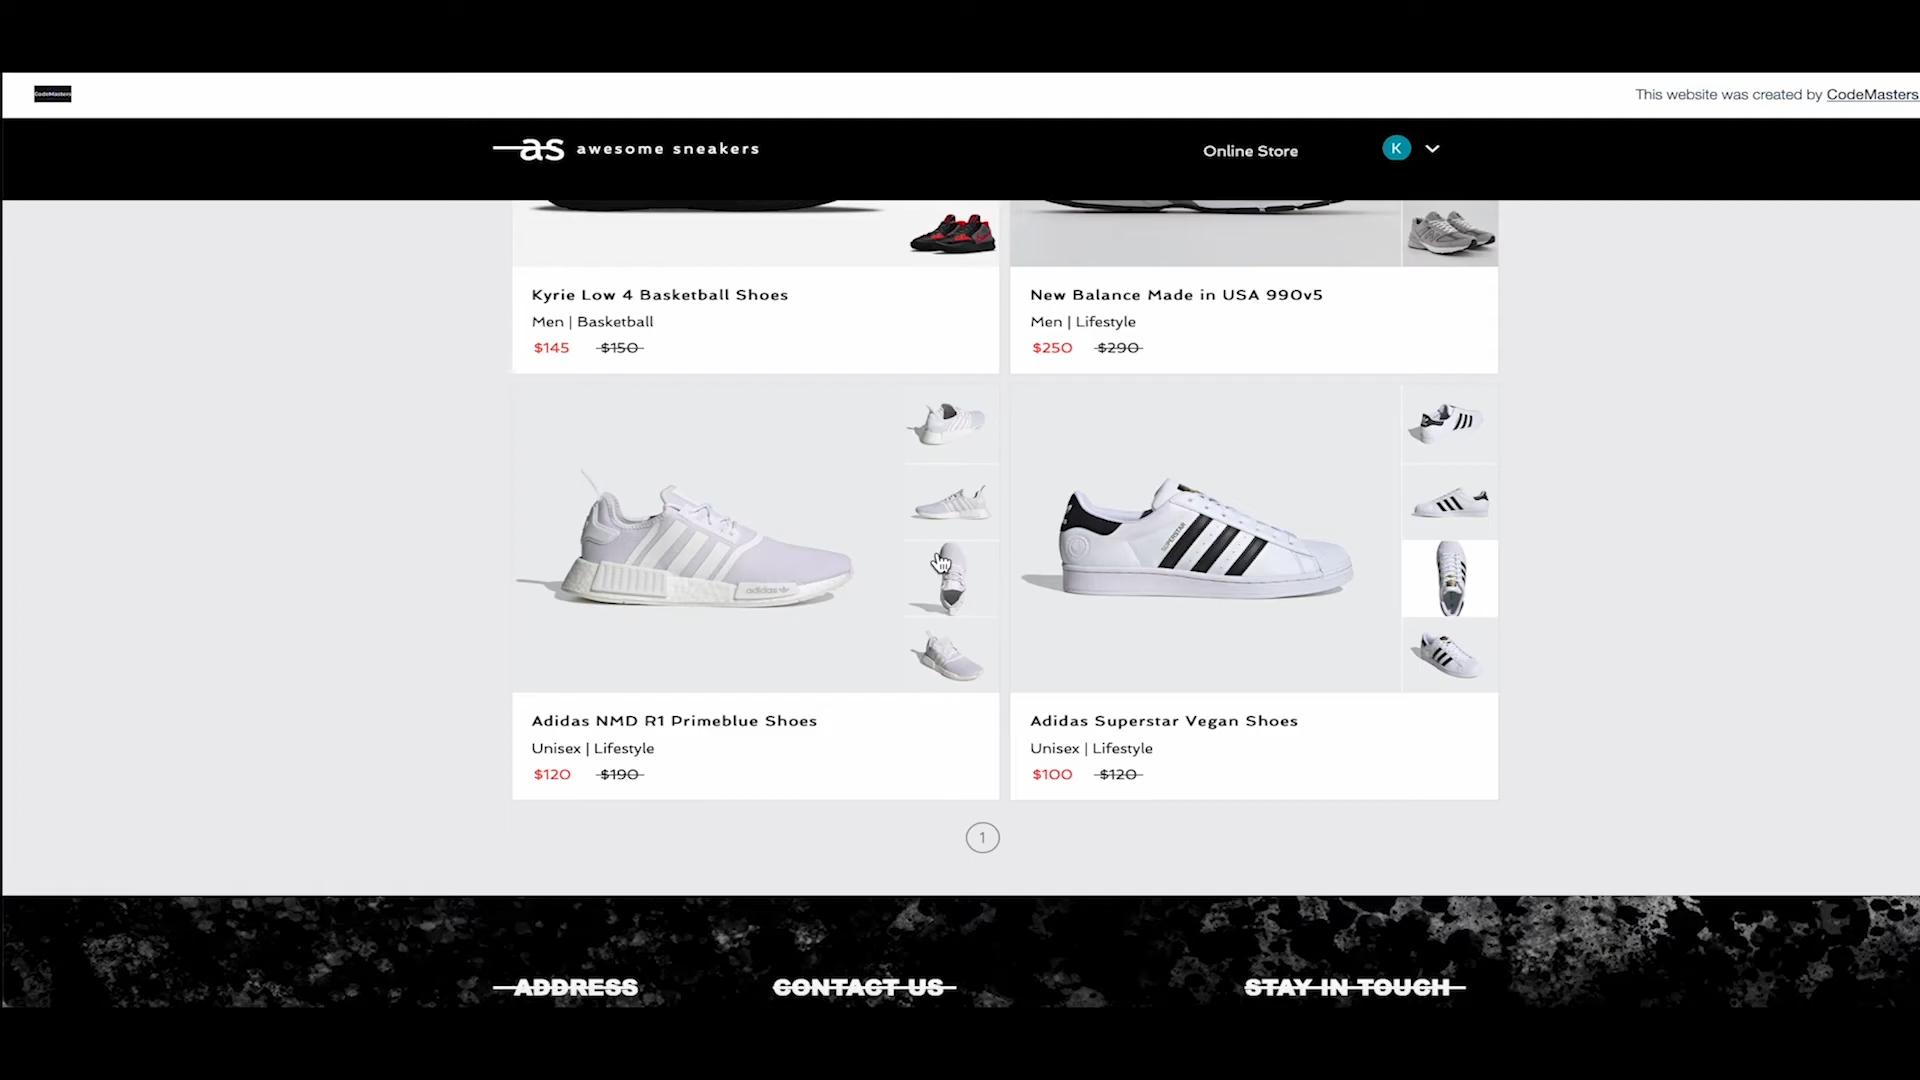 CodeMasters
This website was created by CodeMasters
as awesome sneakers
Online Store
K
Kyrie Low 4 Basketball Shoes
Men | Basketball
$145 $150
New Balance Made in USA 990v5
Men | Lifestyle
$250 $290
adidas
SUPERSTAR
Adidas NMD R1 Primeblue Shoes
Unisex | Lifestyle
$120 $190
Adidas Superstar Vegan Shoes
Unisex | Lifestyle
$100 $120
1
ADDRESS
CONTACT US
STAY IN TOUCH